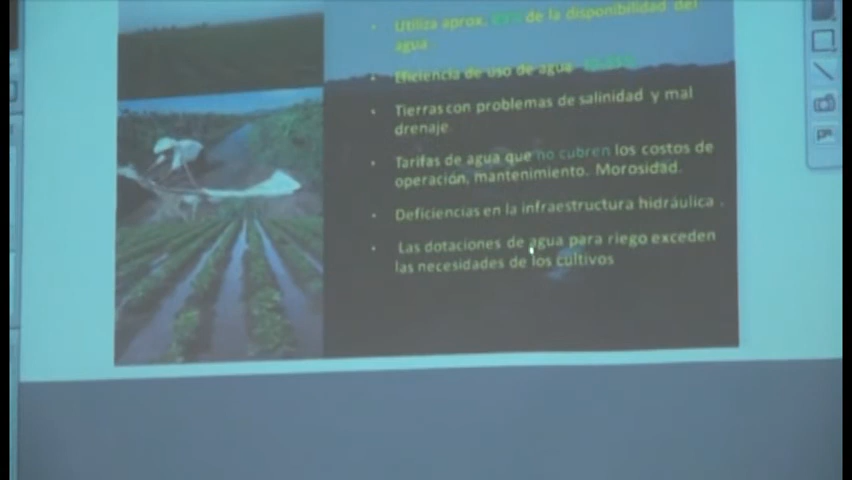 • Utiliza aprox. de la disponibilidad del
agua
• Eficiencia de uso de agua
• Tierras con problemas de salinidad y mal
drenaje.
• Tarifas de agua que no cubren los costos de
operación, mantenimiento. Morosidad.
• Deficiencias en la infraestructura hidráulica .
• Las dotaciones de agua para riego exceden
las necesidades de los cultivos